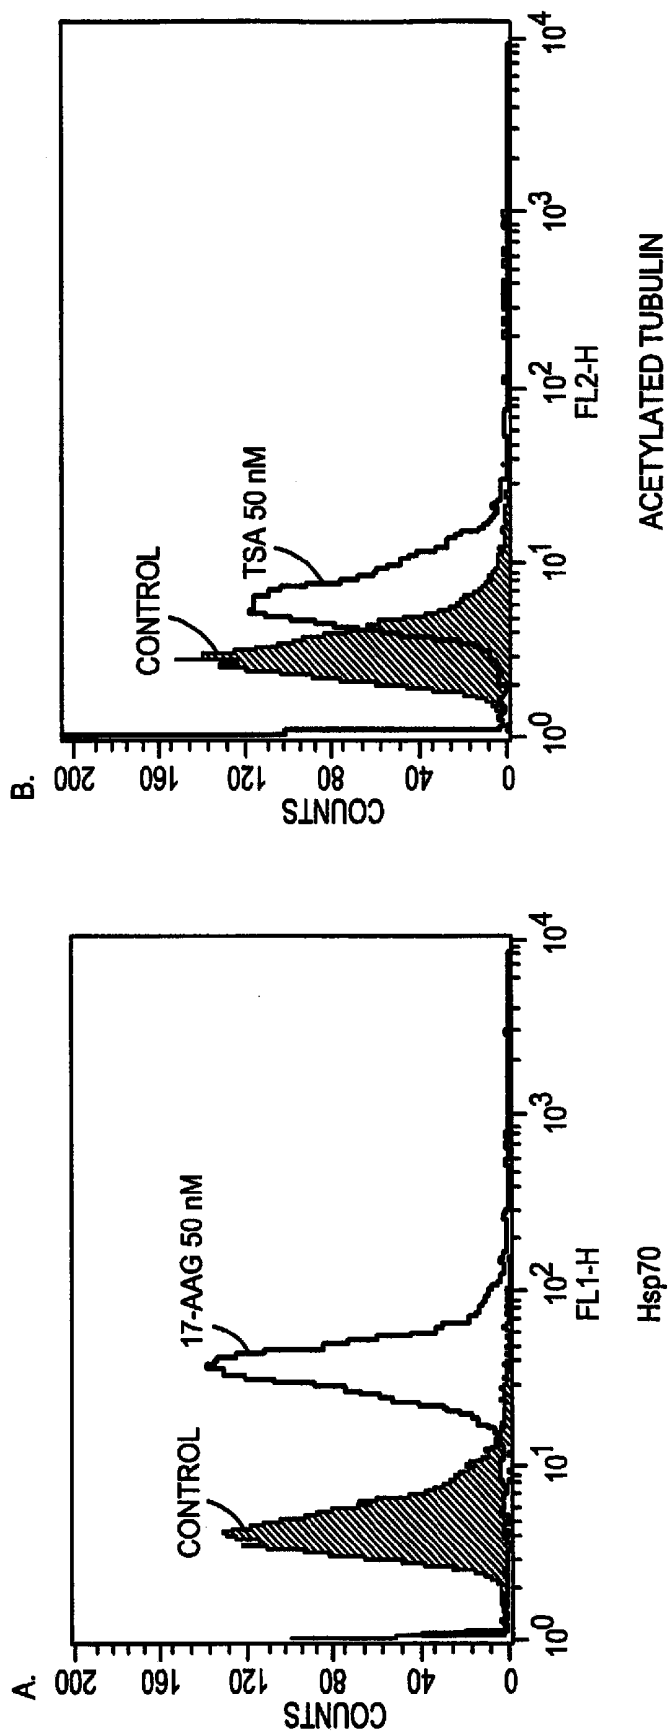 A.
200
160
120
80
40
0
COUNTS
CONTROL
17-AAG 50 nM
10^0
10^1
10^2
10^3
10^4
FL1-H
Hsp70
B.
200
160
120
80
40
0
COUNTS
CONTROL
TSA 50 nM
10^0
10^1
10^2
10^3
10^4
FL2-H
ACETYLATED TUBULIN